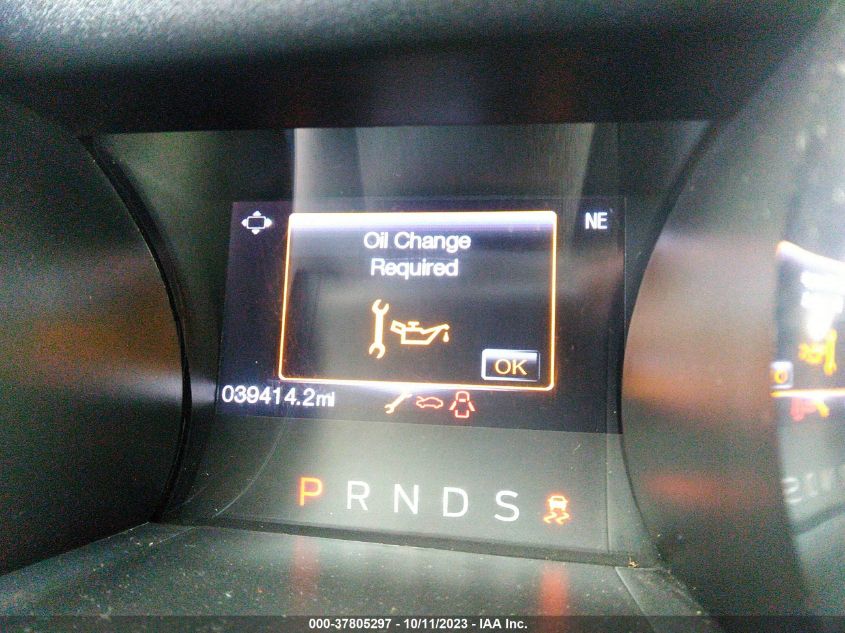 NE
Oil Change
Required
OK
039414.2mi
P R N D S
000-37805297 - 10/11/2023 - IAA Inc.